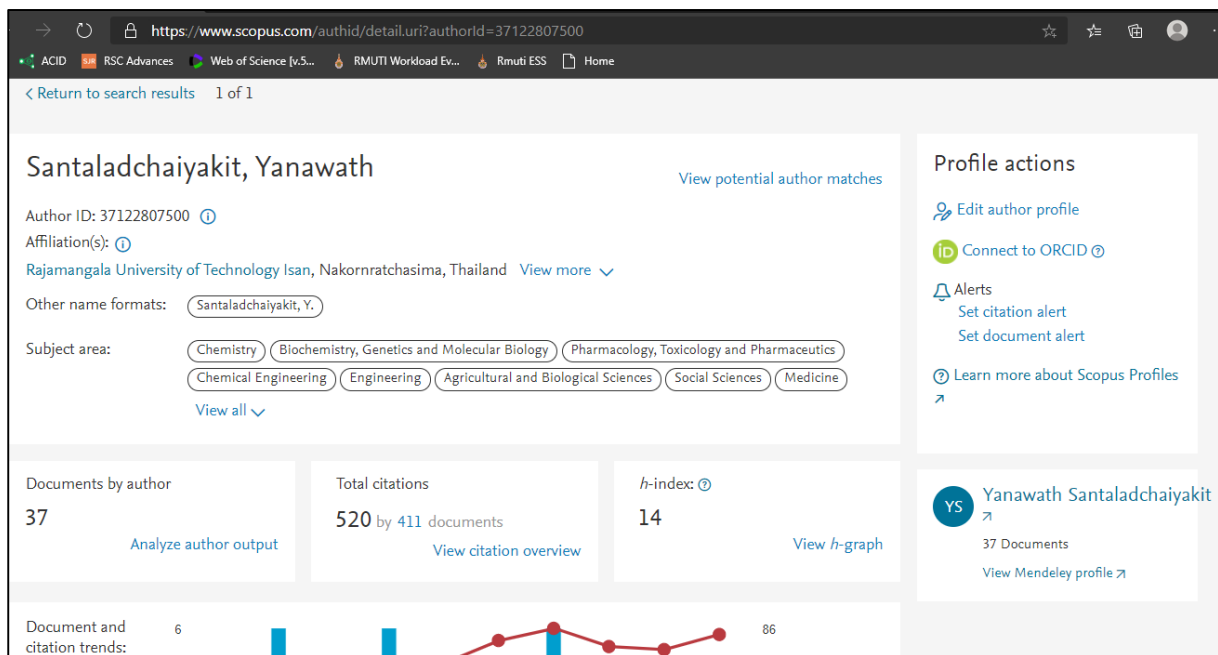 https://www.scopus.com/authid/detail.uri?authorId=37122807500
ACID SJR RSC Advances Web of Science [v.5... RMUTI Workload Ev... Rmuti ESS Home
Return to search results 1 of 1
Santaladchaiyakit, Yanawath
View potential author matches
Author ID: 37122807500
Affiliation(s):
Rajamangala University of Technology Isan, Nakornratchasima, Thailand View more
Other name formats: Santaladchaiyakit, Y.
Subject area: Chemistry Biochemistry, Genetics and Molecular Biology Pharmacology, Toxicology and Pharmaceutics
Chemical Engineering Engineering Agricultural and Biological Sciences Social Sciences Medicine
View all
Profile actions
Edit author profile
iD Connect to ORCID
Alerts
Set citation alert
Set document alert
Learn more about Scopus Profiles
Documents by author
37
Analyze author output
Total citations
520 by 411 documents
View citation overview
h-index:
14
View h-graph
YS Yanawath Santaladchaiyakit
37 Documents
View Mendeley profile
Document and
citation trends:
6
86